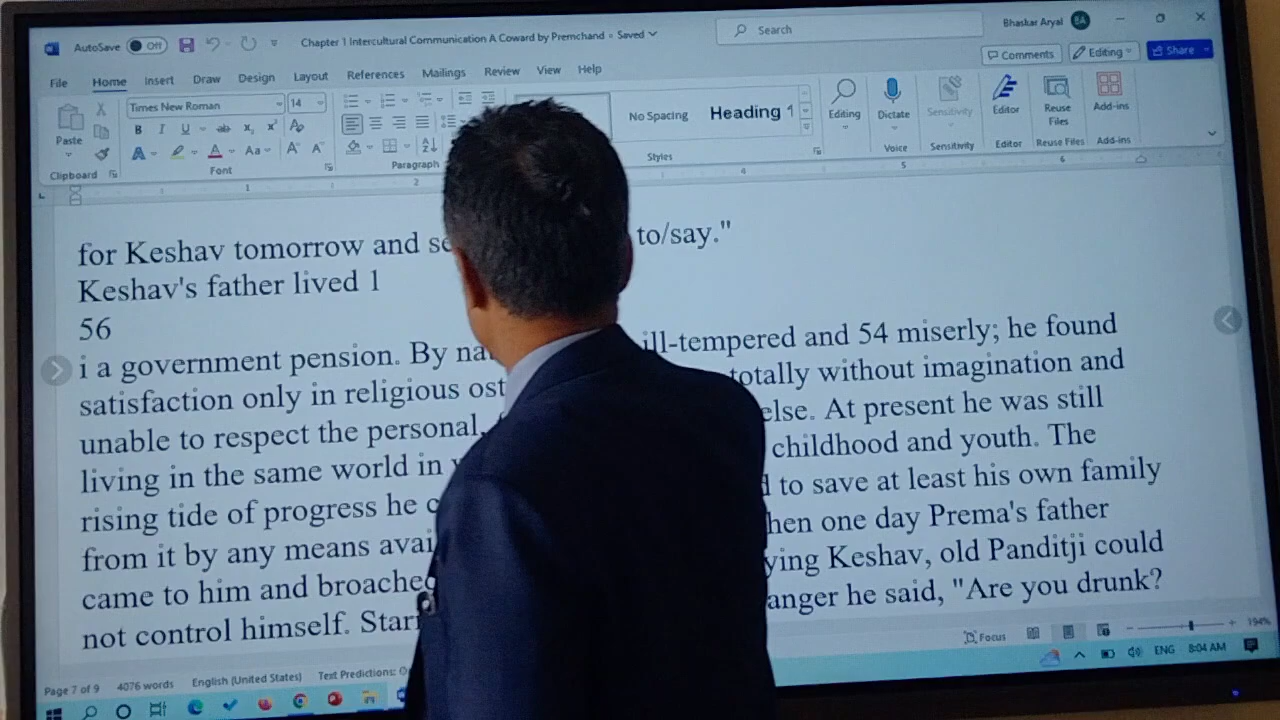 AutoSave Off Chapter 1 Intercultural Communication A Coward by Premchand • Saved Search Bhaskar Aryal BA
File Home Insert Draw Design Layout References Mailings Review View Help Comments Editing Share
Paste Times New Roman 14 No Spacing Heading 1 Editing Dictate Sensitivity Editor Reuse Files Add-ins
Clipboard Font Paragraph Styles Voice Sensitivity Editor Reuse Files Add-ins
1 2 4 5 6
for Keshav tomorrow and to/say."
Keshav's father lived 1
56
i a government pension. By ill-tempered and 54 miserly; he found
satisfaction only in religious totally without imagination and
unable to respect the personal, else. At present he was still
living in the same world in childhood and youth. The
rising tide of progress he to save at least his own family
from it by any means hen one day Prema's father
came to him and broached ying Keshav, old Panditji could
not control himself. anger he said, "Are you drunk?
Page 7 of 9 4076 words English (United States) Text Predictions: Focus 194%
ENG 8:04 AM